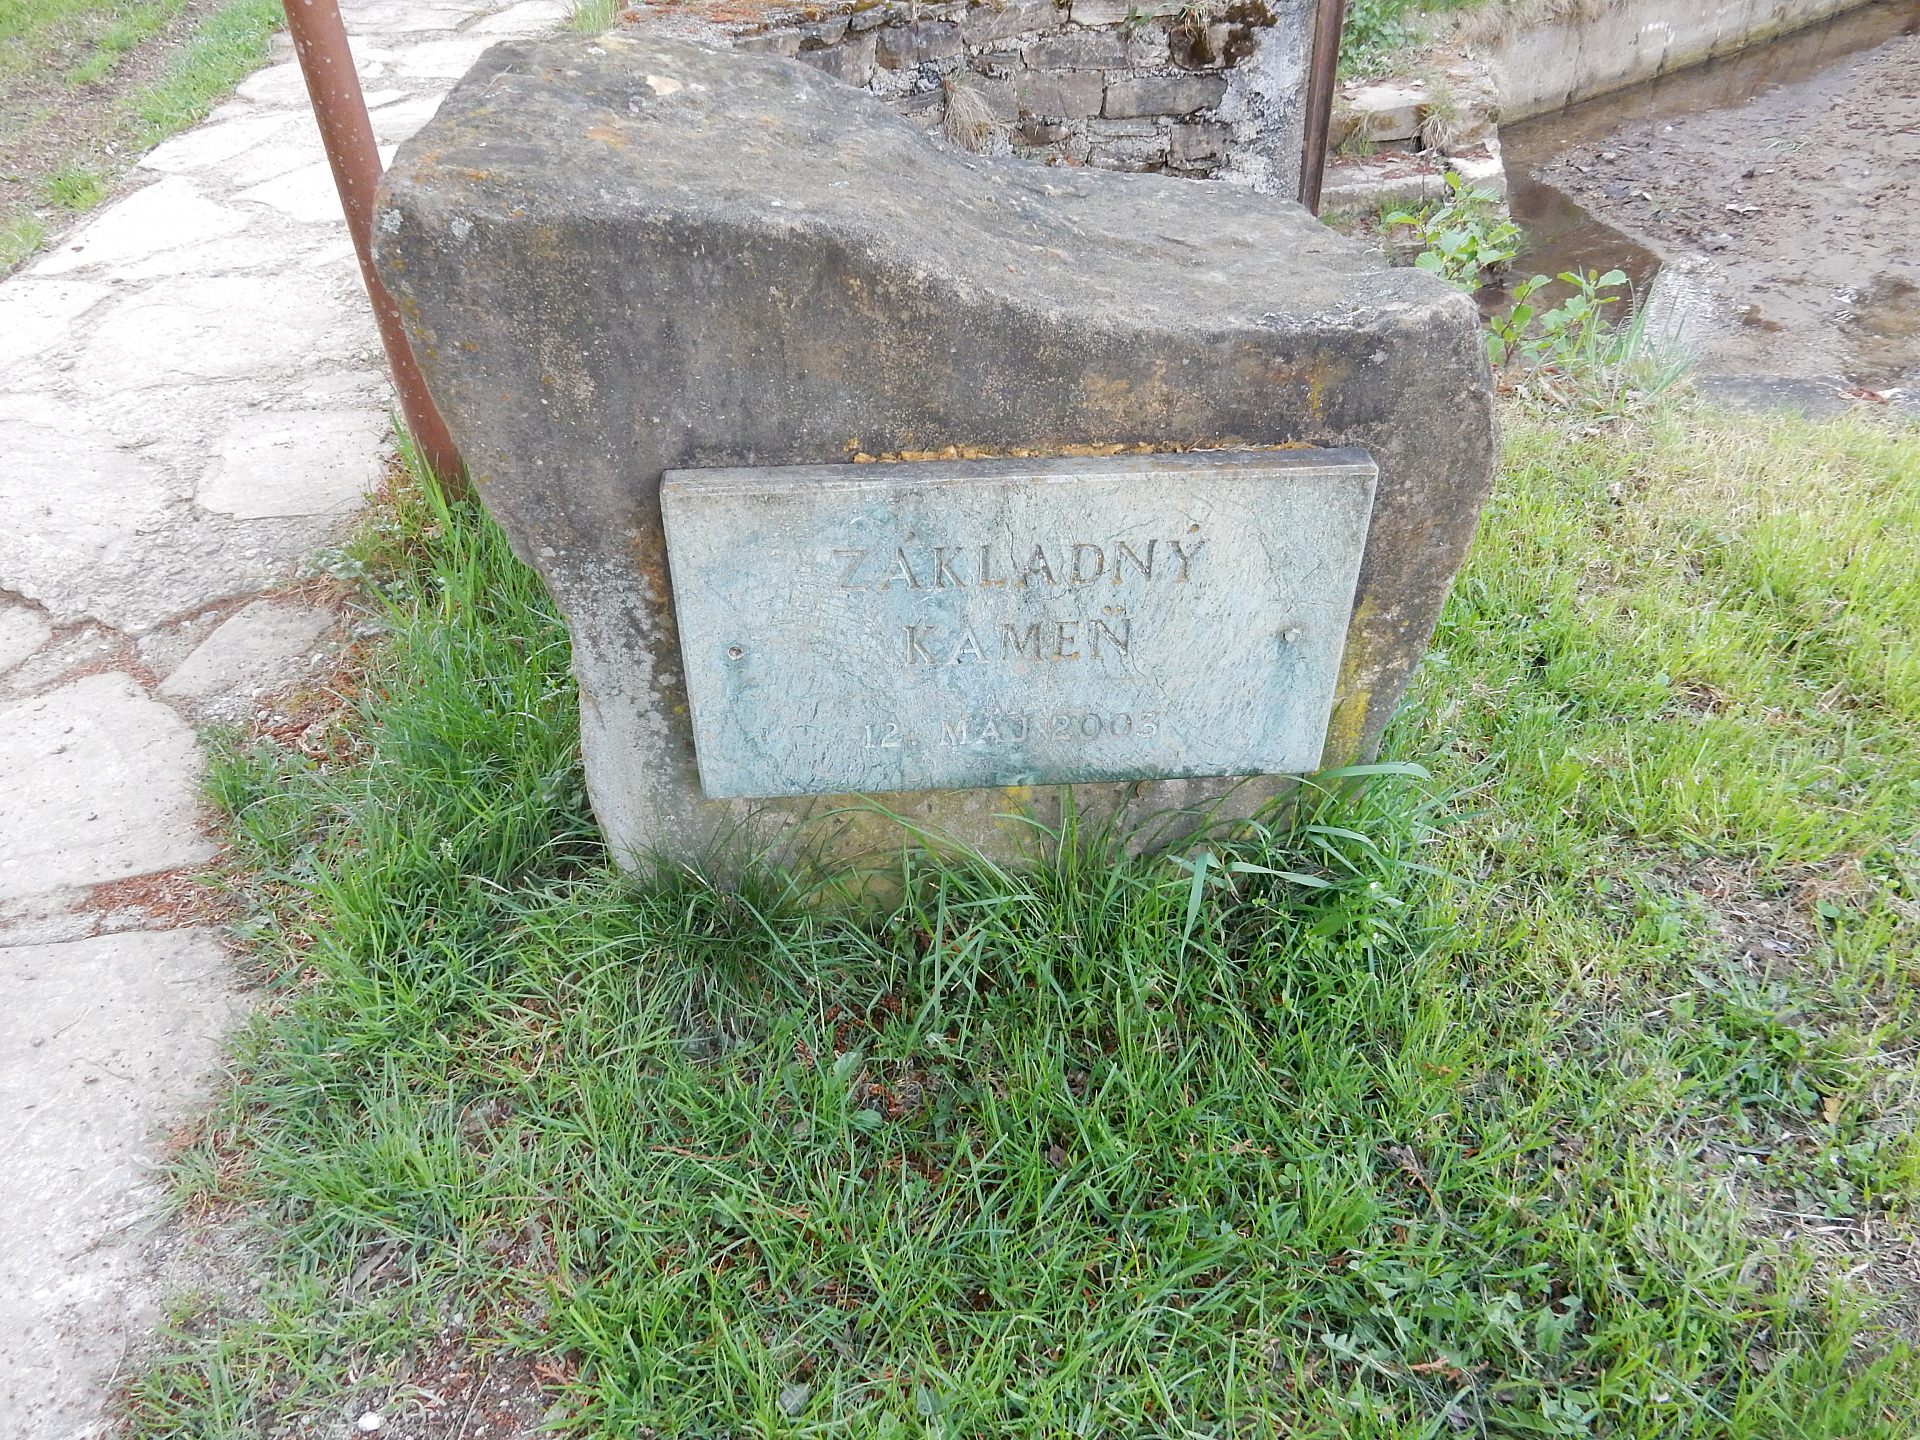 ZÁKLADNÝ
KAMEŇ
12. MÁJ 2003